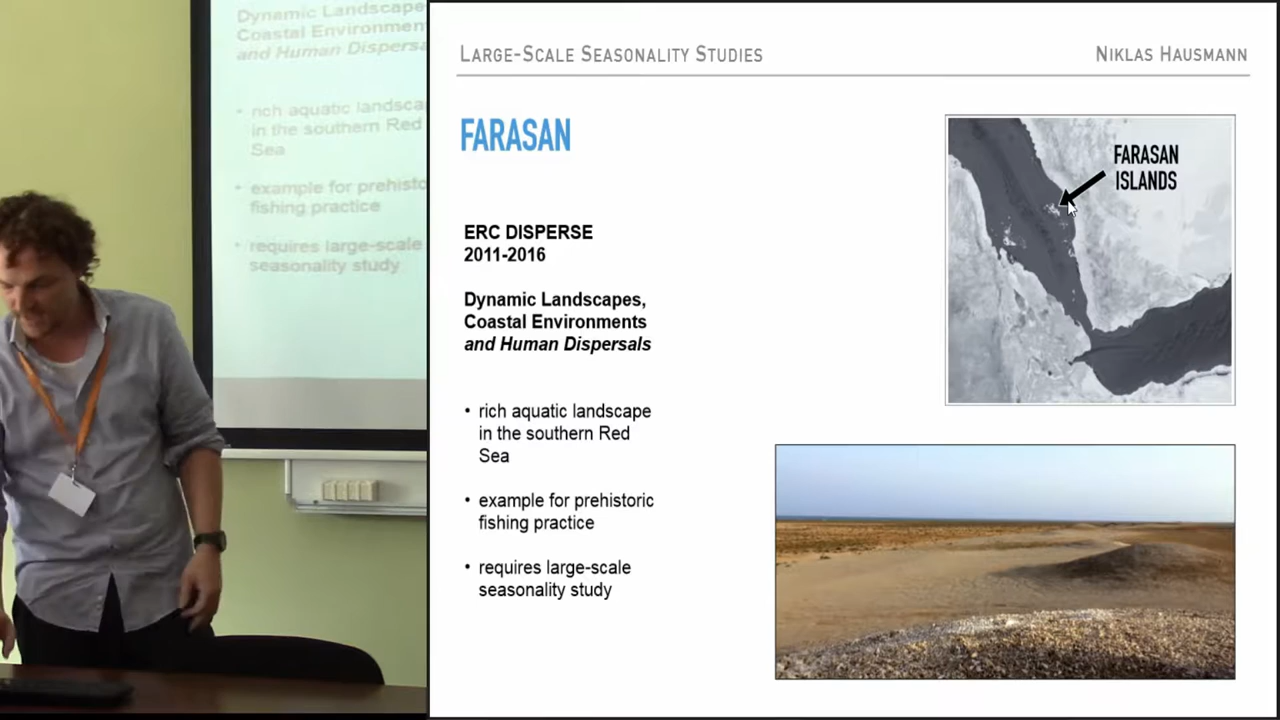 Dynamic Landscape
Coastal Environmen
and Human Dispersa
• rich aquatic landsca
in the southern Red
Sea
• example for prehisto
fishing practice
• requires large-scale
seasonality study
LARGE-SCALE SEASONALITY STUDIES
NIKLAS HAUSMANN
FARASAN
FARASAN
ISLANDS
ERC DISPERSE
2011-2016
Dynamic Landscapes,
Coastal Environments
and Human Dispersals
• rich aquatic landscape
in the southern Red
Sea
• example for prehistoric
fishing practice
• requires large-scale
seasonality study